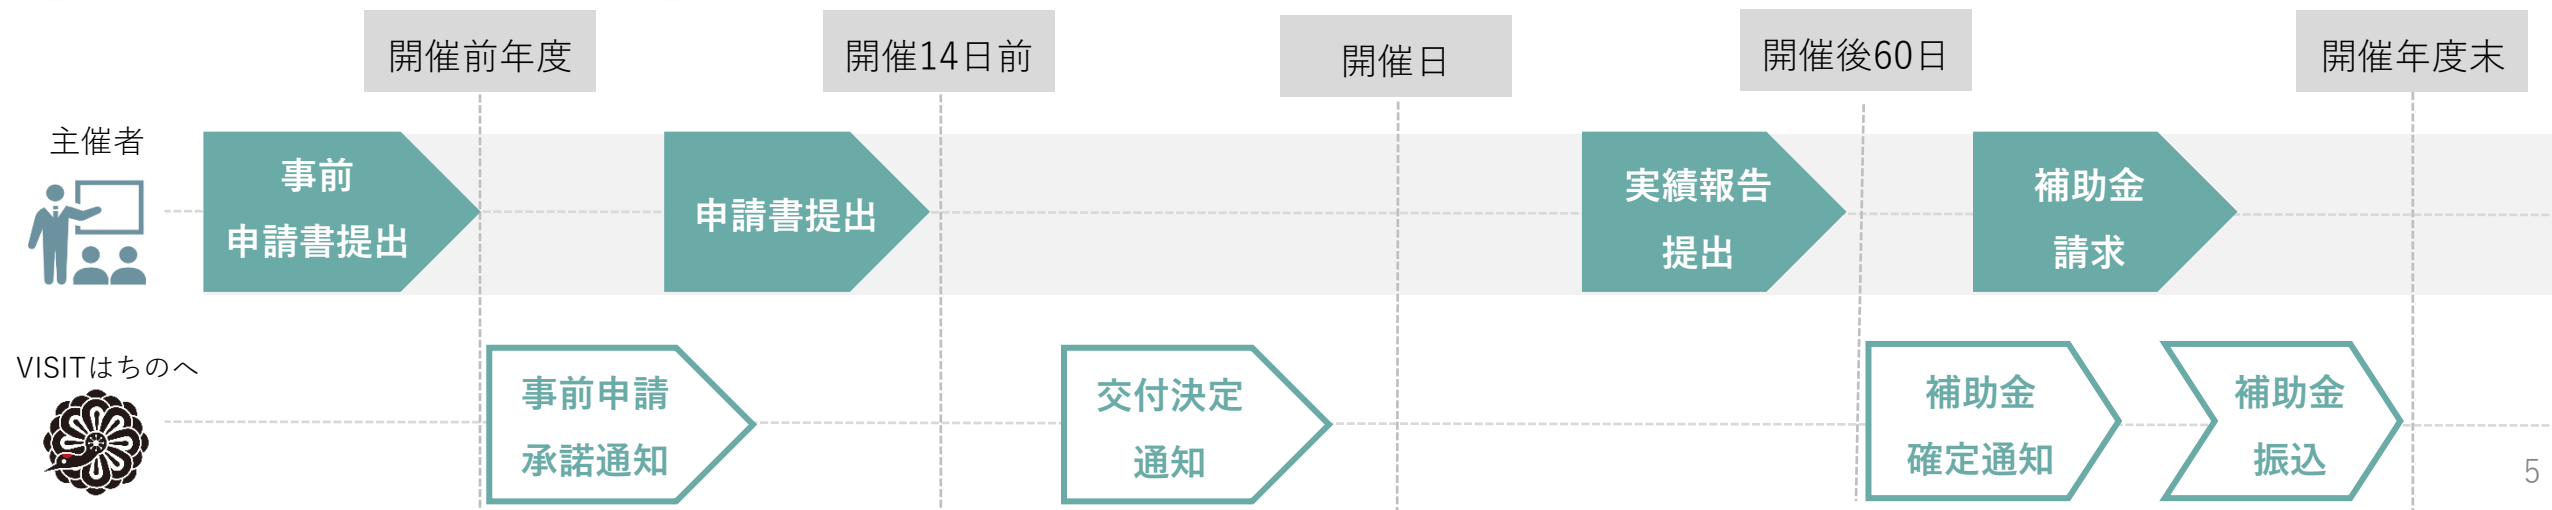 開催前年度
開催14日前
開催日
開催後60日
開催年度末
主催者
事前
申請書提出
申請書提出
実績報告
提出
補助金
請求
VISITはちのへ
事前申請
承諾通知
交付決定
通知
補助金
確定通知
補助金
振込
5